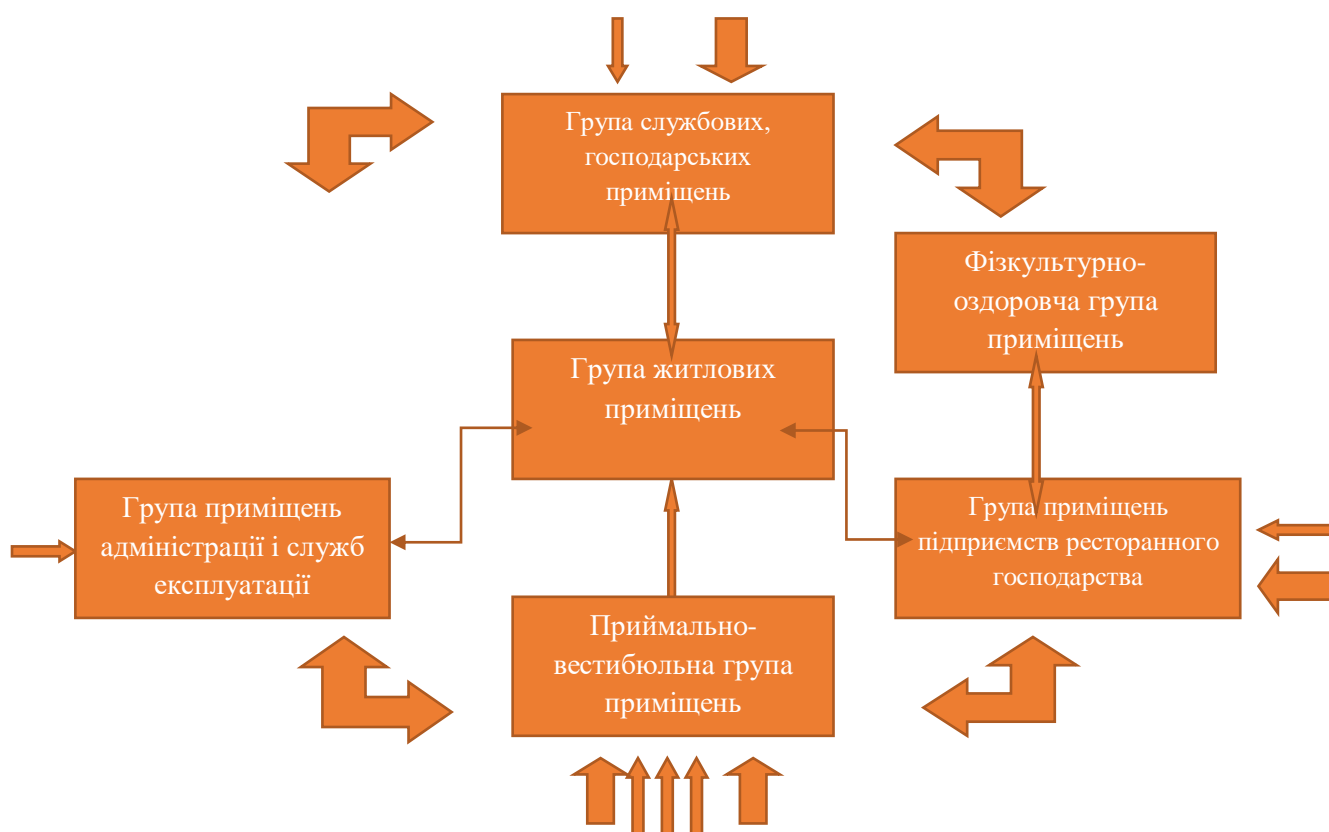 Група службових,
господарських
приміщень
Фізкультурно-
оздоровча група
приміщень
Група житлових
приміщень
Група приміщень
адміністрації і служб
експлуатації
Група приміщень
підприємств ресторанного
господарства
Приймально-
вестибюльна група
приміщень